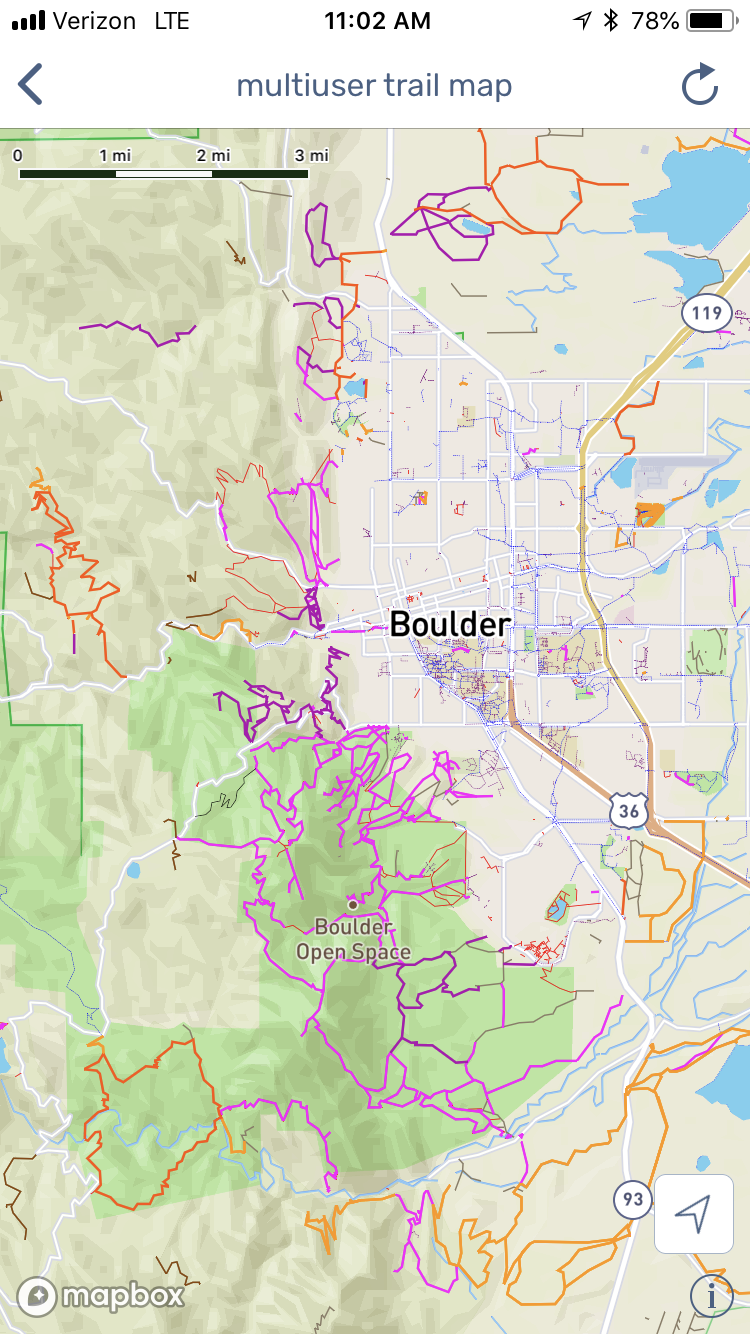 Verizon LTE 11:02 AM 78%
multiuser trail map
0 1 mi 2 mi 3 mi
119
Boulder
36
Boulder
Open Space
93
mapbox
i